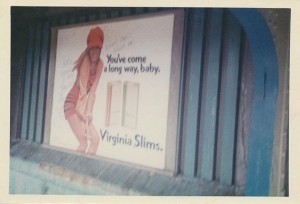 You've come
a long way, baby.
Virginia Slims.